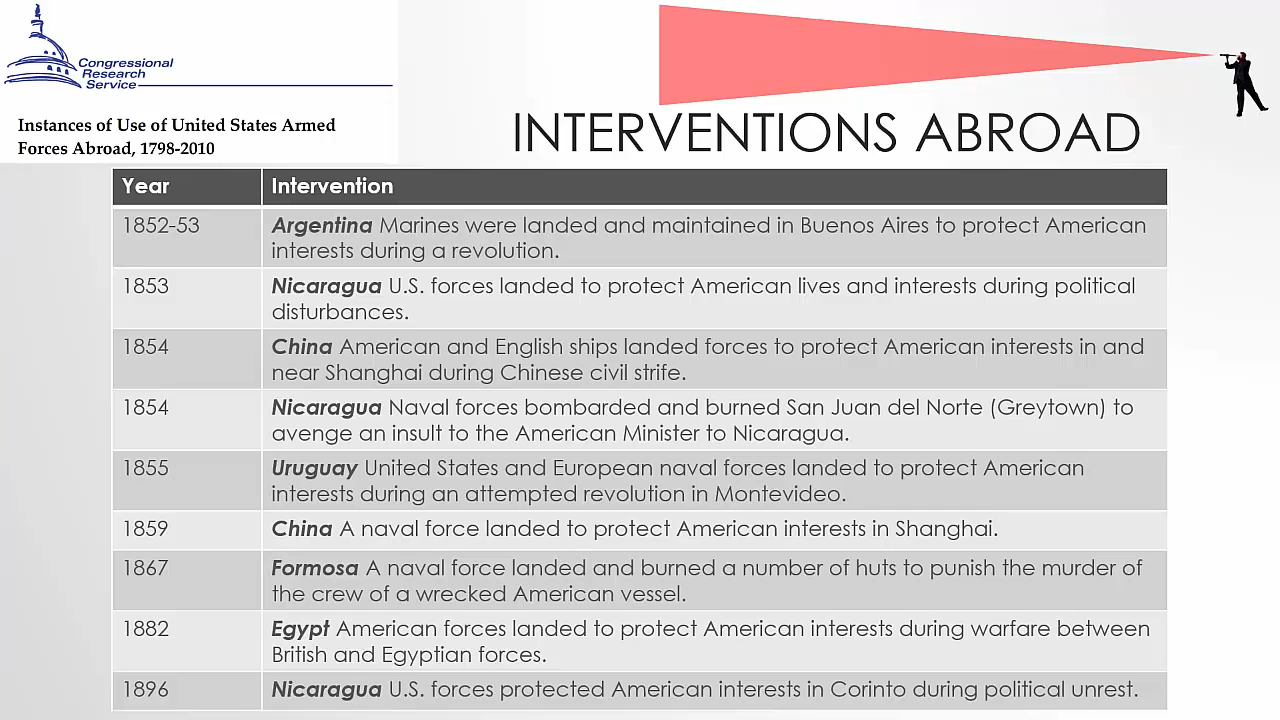 Congressional
Research
Service
Instances of Use of United States Armed
Forces Abroad, 1798-2010
INTERVENTIONS ABROAD
Year Intervention
1852-53 Argentina Marines were landed and maintained in Buenos Aires to protect American
interests during a revolution.
1853 Nicaragua U.S. forces landed to protect American lives and interests during political
disturbances.
1854 China American and English ships landed forces to protect American interests in and
near Shanghai during Chinese civil strife.
1854 Nicaragua Naval forces bombarded and burned San Juan del Norte (Greytown) to
avenge an insult to the American Minister to Nicaragua.
1855 Uruguay United States and European naval forces landed to protect American
interests during an attempted revolution in Montevideo.
1859 China A naval force landed to protect American interests in Shanghai.
1867 Formosa A naval force landed and burned a number of huts to punish the murder of
the crew of a wrecked American vessel.
1882 Egypt American forces landed to protect American interests during warfare between
British and Egyptian forces.
1896 Nicaragua U.S. forces protected American interests in Corinto during political unrest.